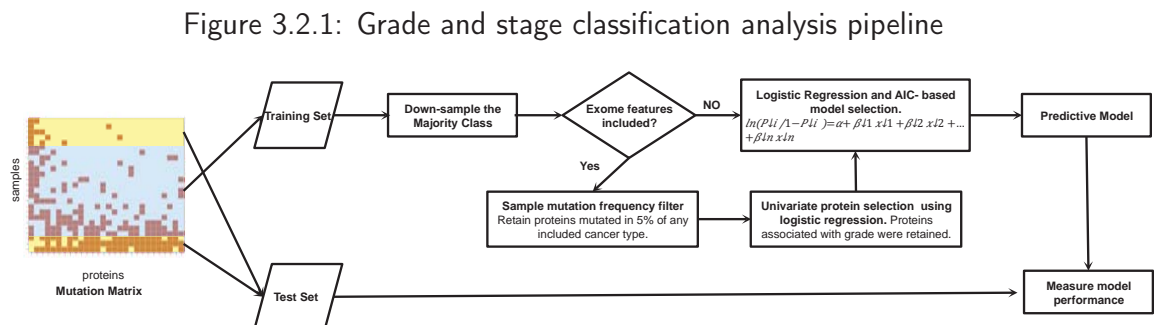 Figure 3.2.1: Grade and stage classification analysis pipeline
samples
proteins
Mutation Matrix
Training Set
Down-sample the
Majority Class
Exome features
included?
NO
Yes
Logistic Regression and AIC- based
model selection.
ln(P↓i /1−P↓i )=α+ β↓1 x↓1 + β↓2 x↓2 +...
+β↓n x↓n
Predictive Model
Sample mutation frequency filter
Retain proteins mutated in 5% of any
included cancer type.
Univariate protein selection using
logistic regression. Proteins
associated with grade were retained.
Test Set
Measure model
performance